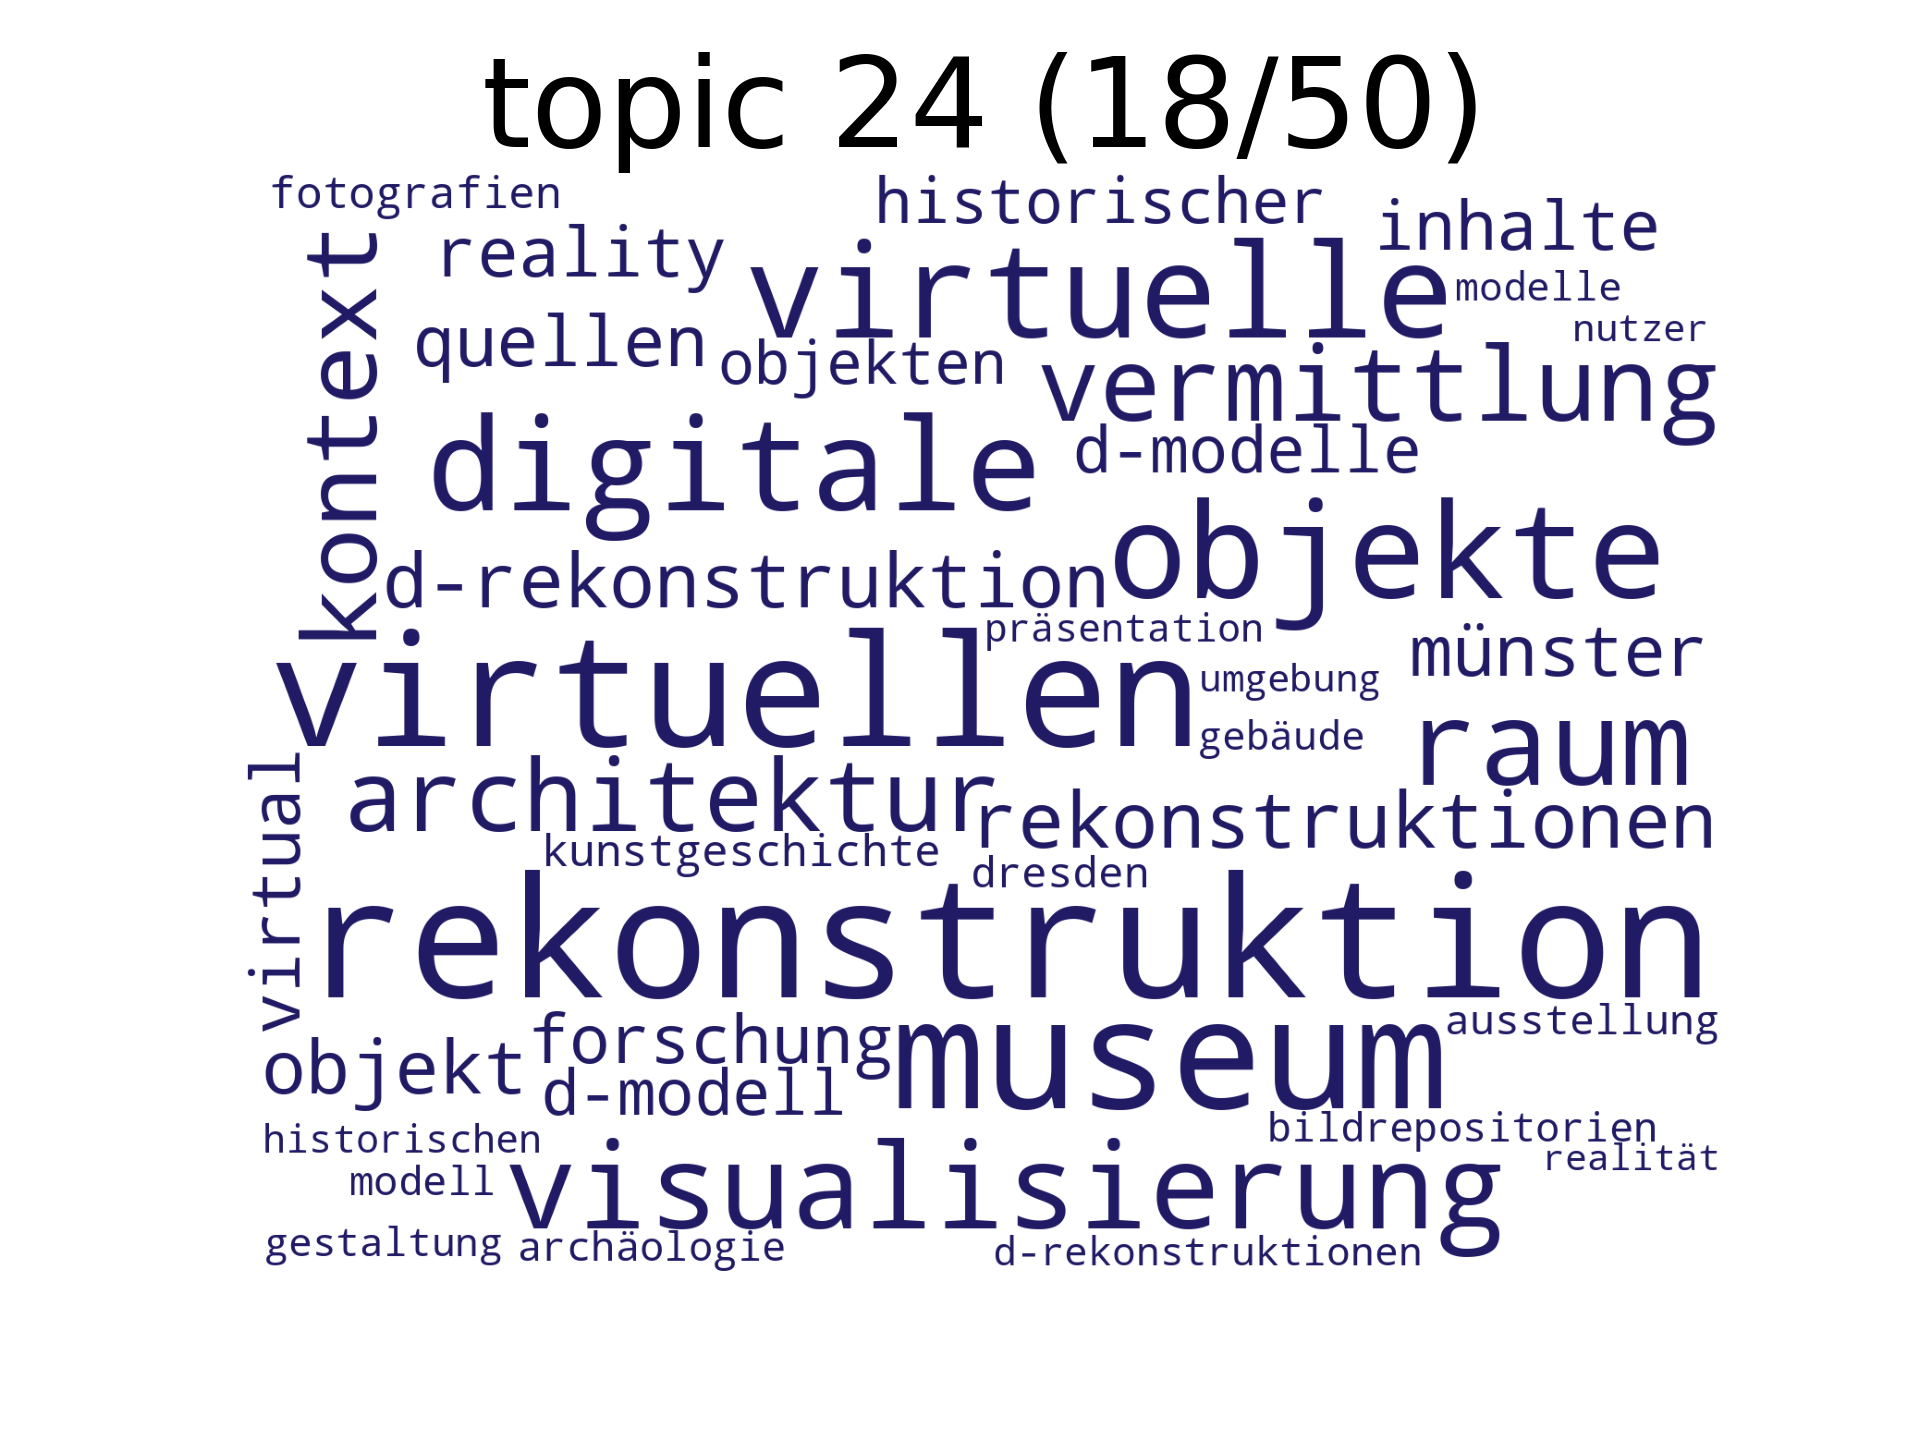 topic 24 (18/50)
fotografien
historischer
inhalte
reality
virtuelle
modelle
kontext
quellen
objekten
nutzer
vermittlung
digitale
d-modelle
objekte
d-rekonstruktion
präsentation
münster
virtuellen
umgebung
gebäude
raum
virtual
architektur
rekonstruktionen
kunstgeschichte
dresden
rekonstruktion
forschung
museum
ausstellung
objekt
d-modell
historischen
bildrepositorien
realität
modell
visualisierung
gestaltung
archäologie
d-rekonstruktionen